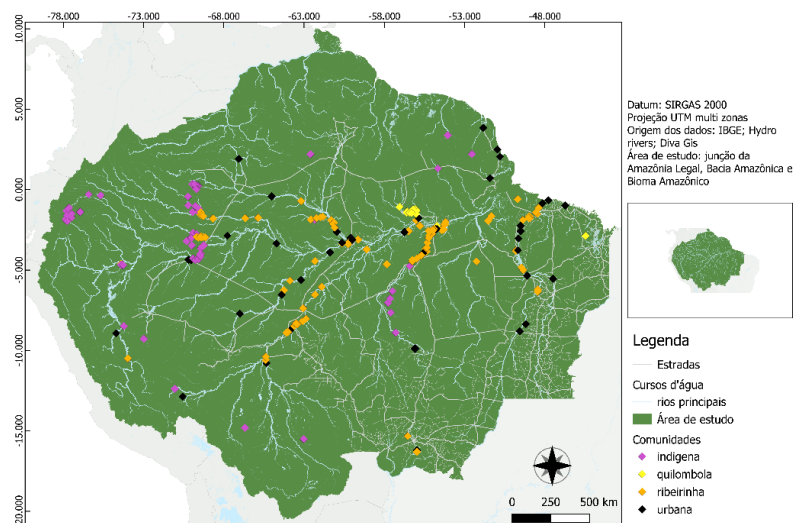 -78.000 -73.000 -68.000 -63.000 -58.000 -53.000 -48.000
10.000
5.000
0.000
-5.000
-10.000
-15.000
-20.000
Datum: SIRGAS 2000
Projeção UTM multi zonas
Origem dos dados: IBGE; Hydro
rivers; Diva Gis
Área de estudo: junção da
Amazônia Legal, Bacia Amazônica e
Bioma Amazônico
Legenda
Estradas
Cursos d'água
rios principais
Área de estudo
Comunidades
indigena
quilombola
ribeirinha
urbana
0 250 500 km